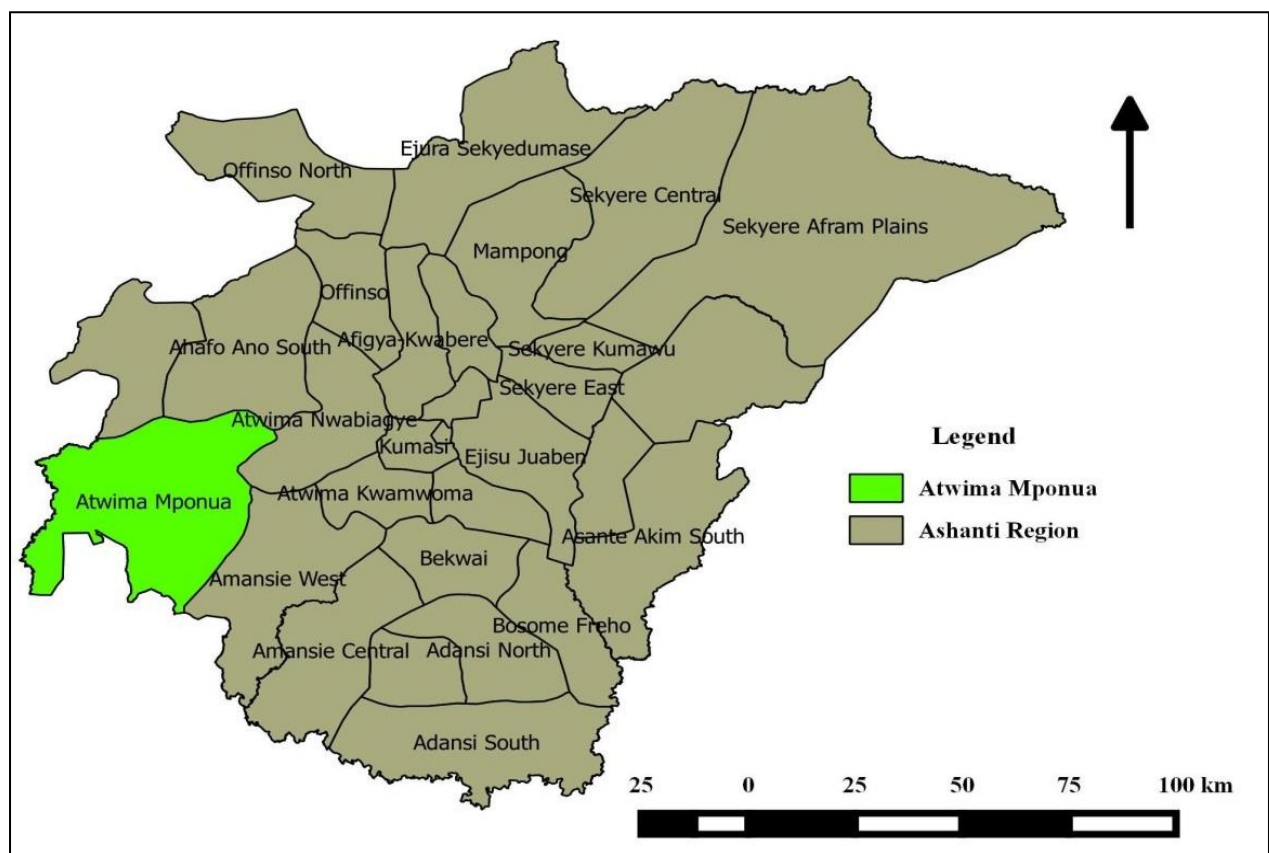 Ejura Sekyedumase
Offinso North
Sekyere Central
Sekyere Afram Plains
Mampong
Offinso
Afigya-Kwabere
Ahafo Ano South
Sekyere Kumawu
Sekyere East
Atwima Nwabiagye
Kumasi
Ejisu Juaben
Atwima Mponua
Atwima Kwamwoma
Asante Akim South
Bekwai
Amansie West
Bosome Freho
Amansie Central
Adansi North
Adansi South
Legend
Atwima Mponua
Ashanti Region
25 0 25 50 75 100 km